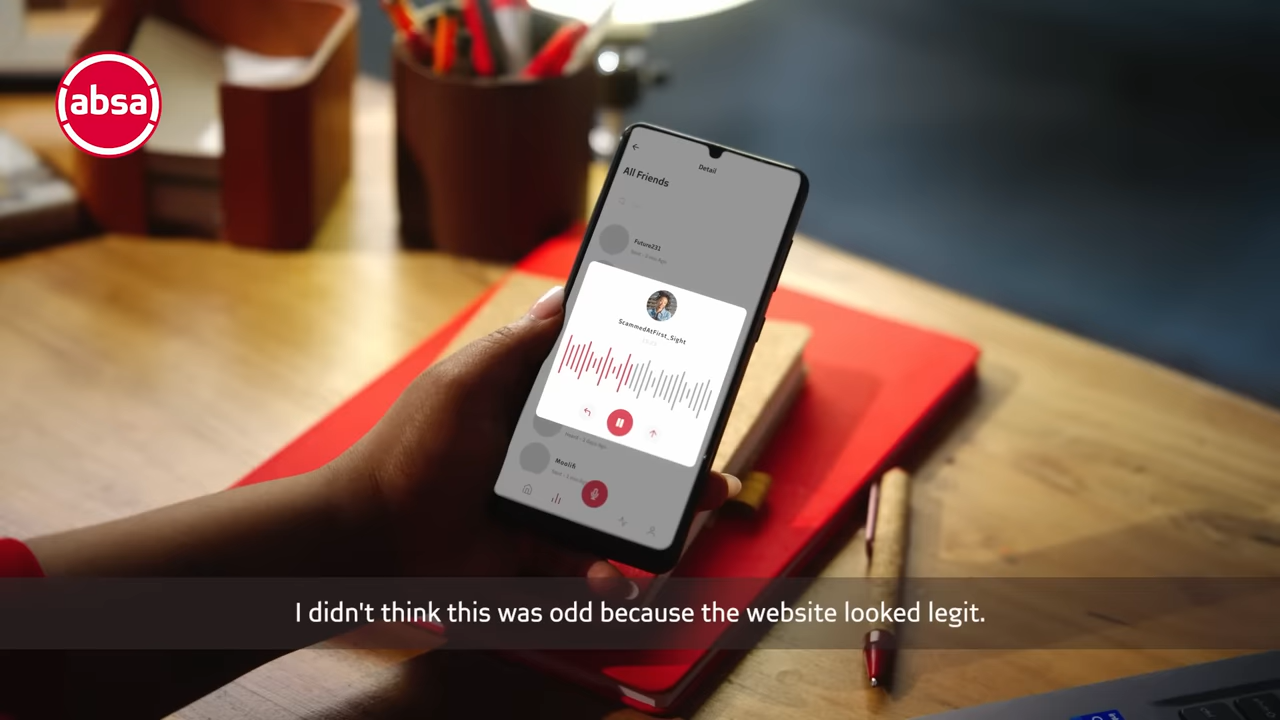 absa
Detail
All Friends
Future231
ScammedAtFirst_Sight
I didn't think this was odd because the website looked legit.